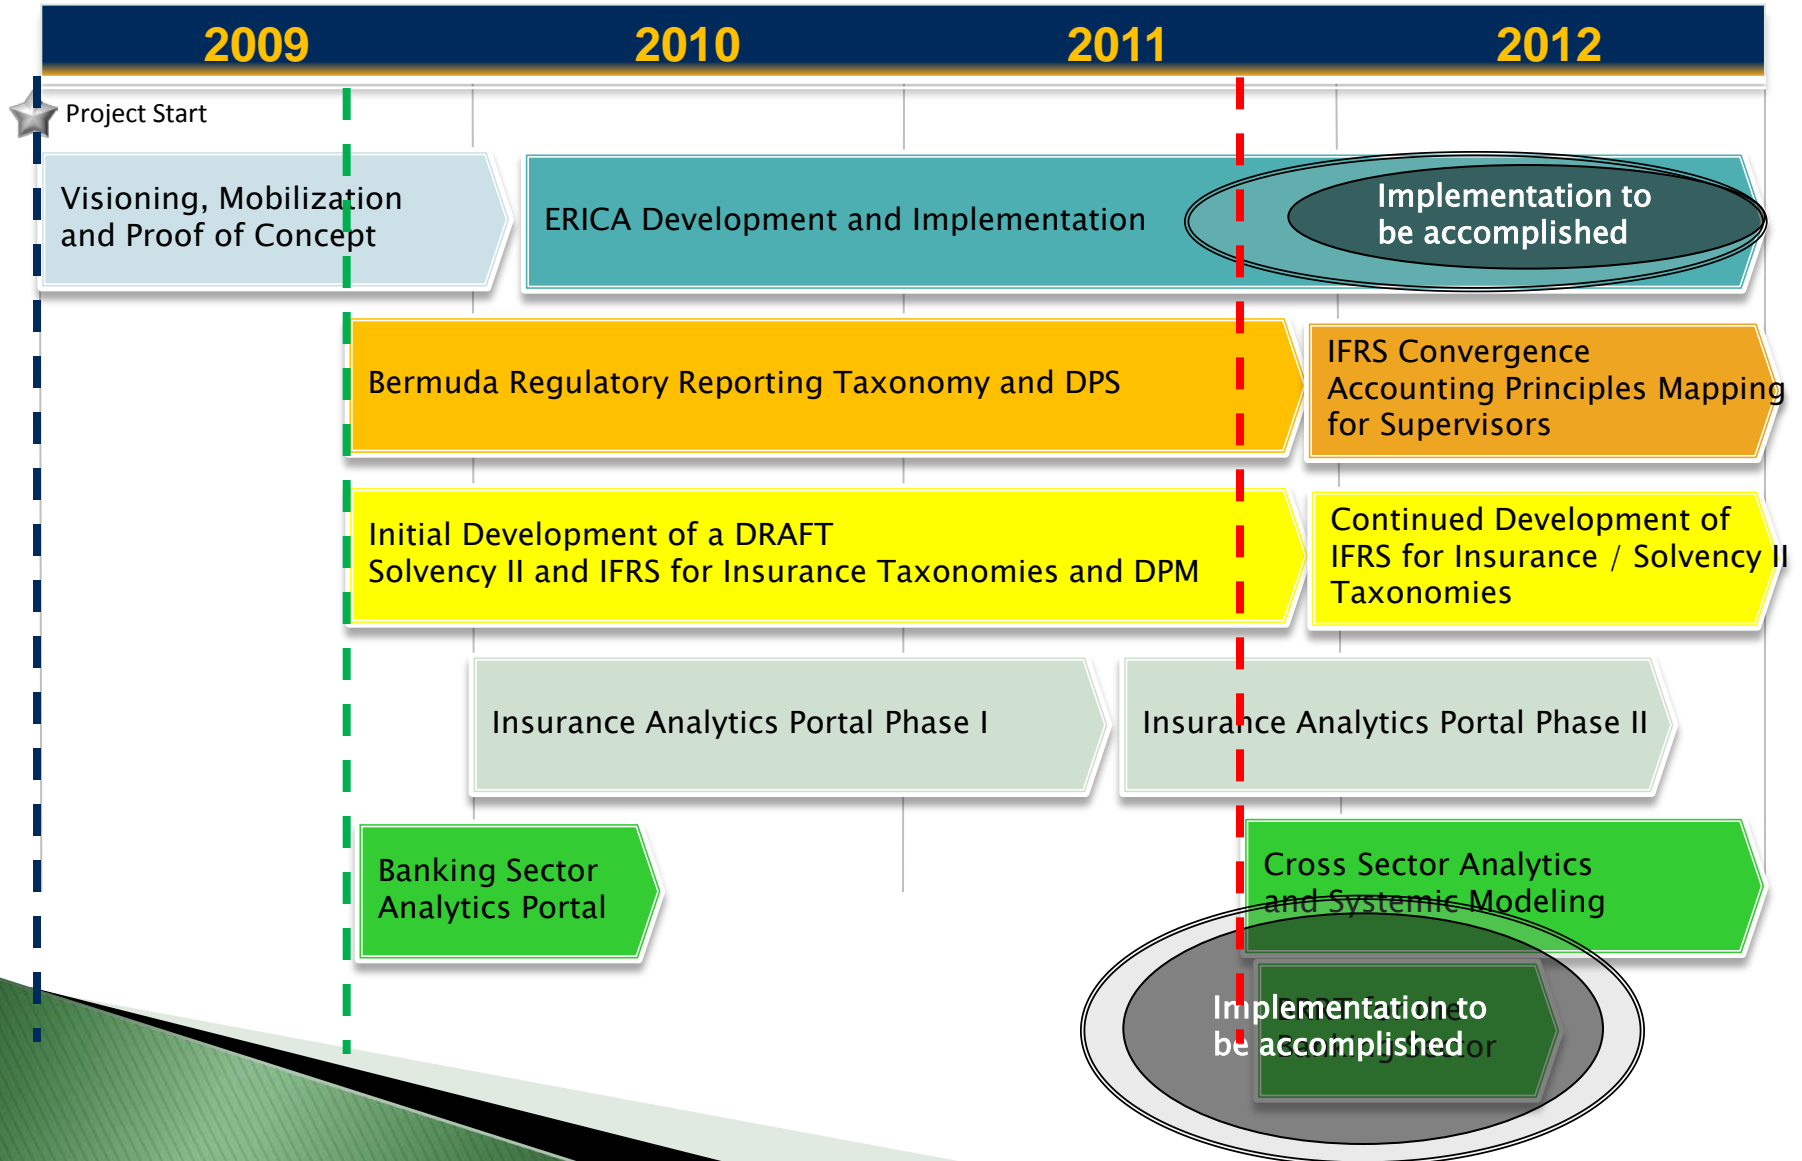 2009 2010 2011 2012
Project Start
Visioning, Mobilization
and Proof of Concept
ERICA Development and Implementation
Implementation to
be accomplished
Bermuda Regulatory Reporting Taxonomy and DPS
IFRS Convergence
Accounting Principles Mapping
for Supervisors
Initial Development of a DRAFT
Solvency II and IFRS for Insurance Taxonomies and DPM
Continued Development of
IFRS for Insurance / Solvency II
Taxonomies
Insurance Analytics Portal Phase I
Insurance Analytics Portal Phase II
Banking Sector
Analytics Portal
Cross Sector Analytics
and Systemic Modeling
Implementation to
be accomplished
the
Banking Sector